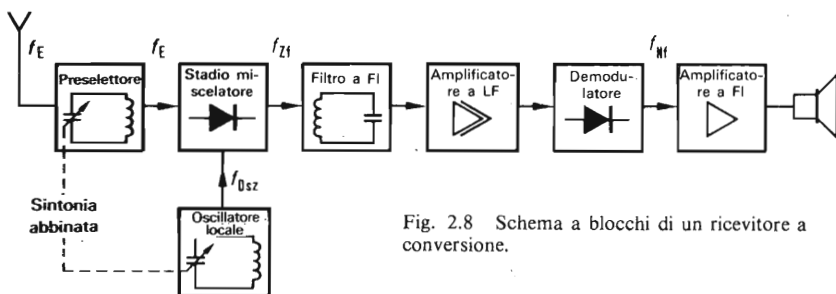 f_E
Preselettore
f_E
Stadio mi-
scelatore
f_Zf
Filtro a FI
Amplificato-
re a LF
Demodu-
latore
f_Nf
Amplificato-
re a FI
f_Osz
Sintonia
abbinata
Oscillatore
locale
Fig. 2.8 Schema a blocchi di un ricevitore a
conversione.